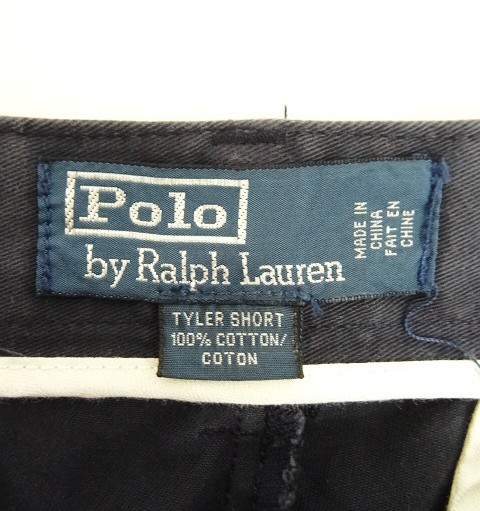 Polo
by Ralph Lauren
MADE IN
CHINA
FAIT EN
CHINE
TYLER SHORT
100% COTTON/
COTON